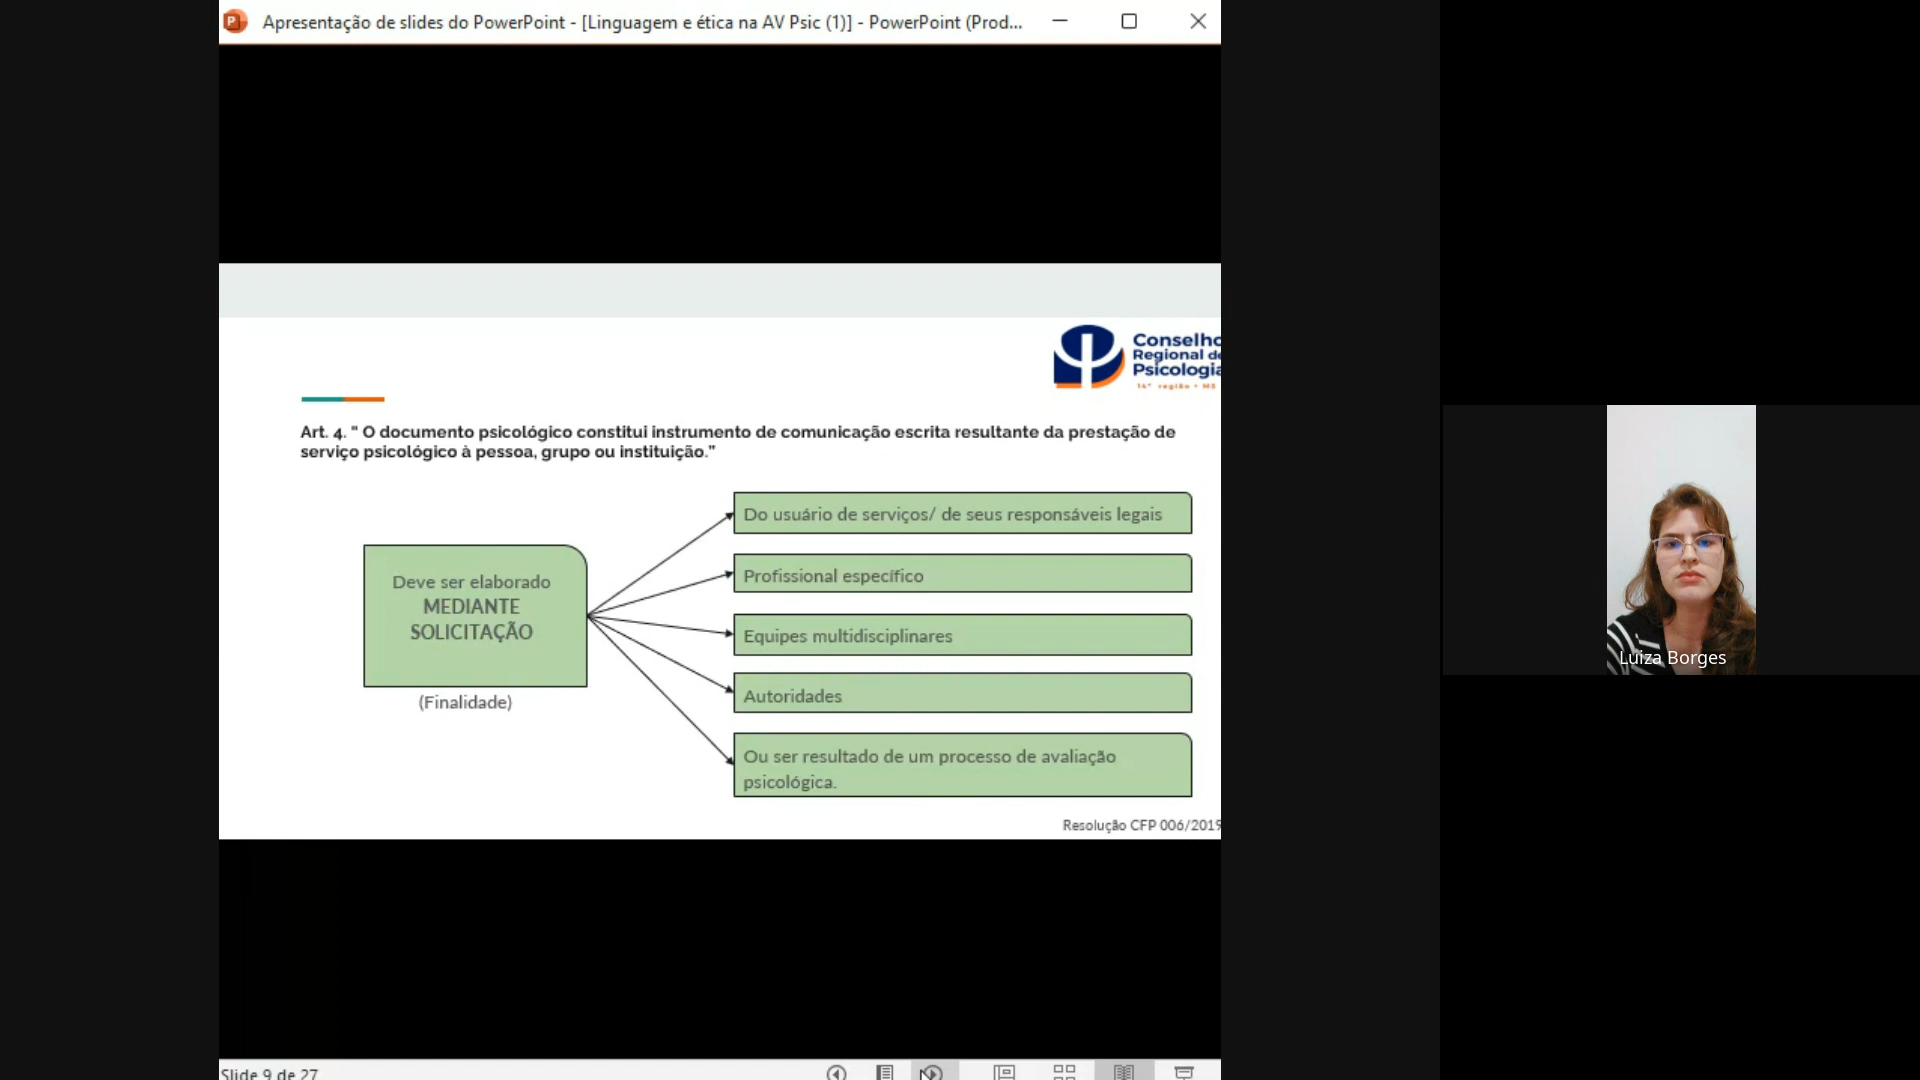 Apresentação de slides do PowerPoint - [Linguagem e ética na AV Psic (1)] - PowerPoint (Prod...
Conselho
Regional de
Psicologia
14ª região • MS
Art. 4. " O documento psicológico constitui instrumento de comunicação escrita resultante da prestação de
serviço psicológico à pessoa, grupo ou instituição."
Deve ser elaborado
MEDIANTE
SOLICITAÇÃO
(Finalidade)
Do usuário de serviços/ de seus responsáveis legais
Profissional específico
Equipes multidisciplinares
Autoridades
Ou ser resultado de um processo de avaliação
psicológica.
Resolução CFP 006/2019
Slide 9 de 27
Luiza Borges